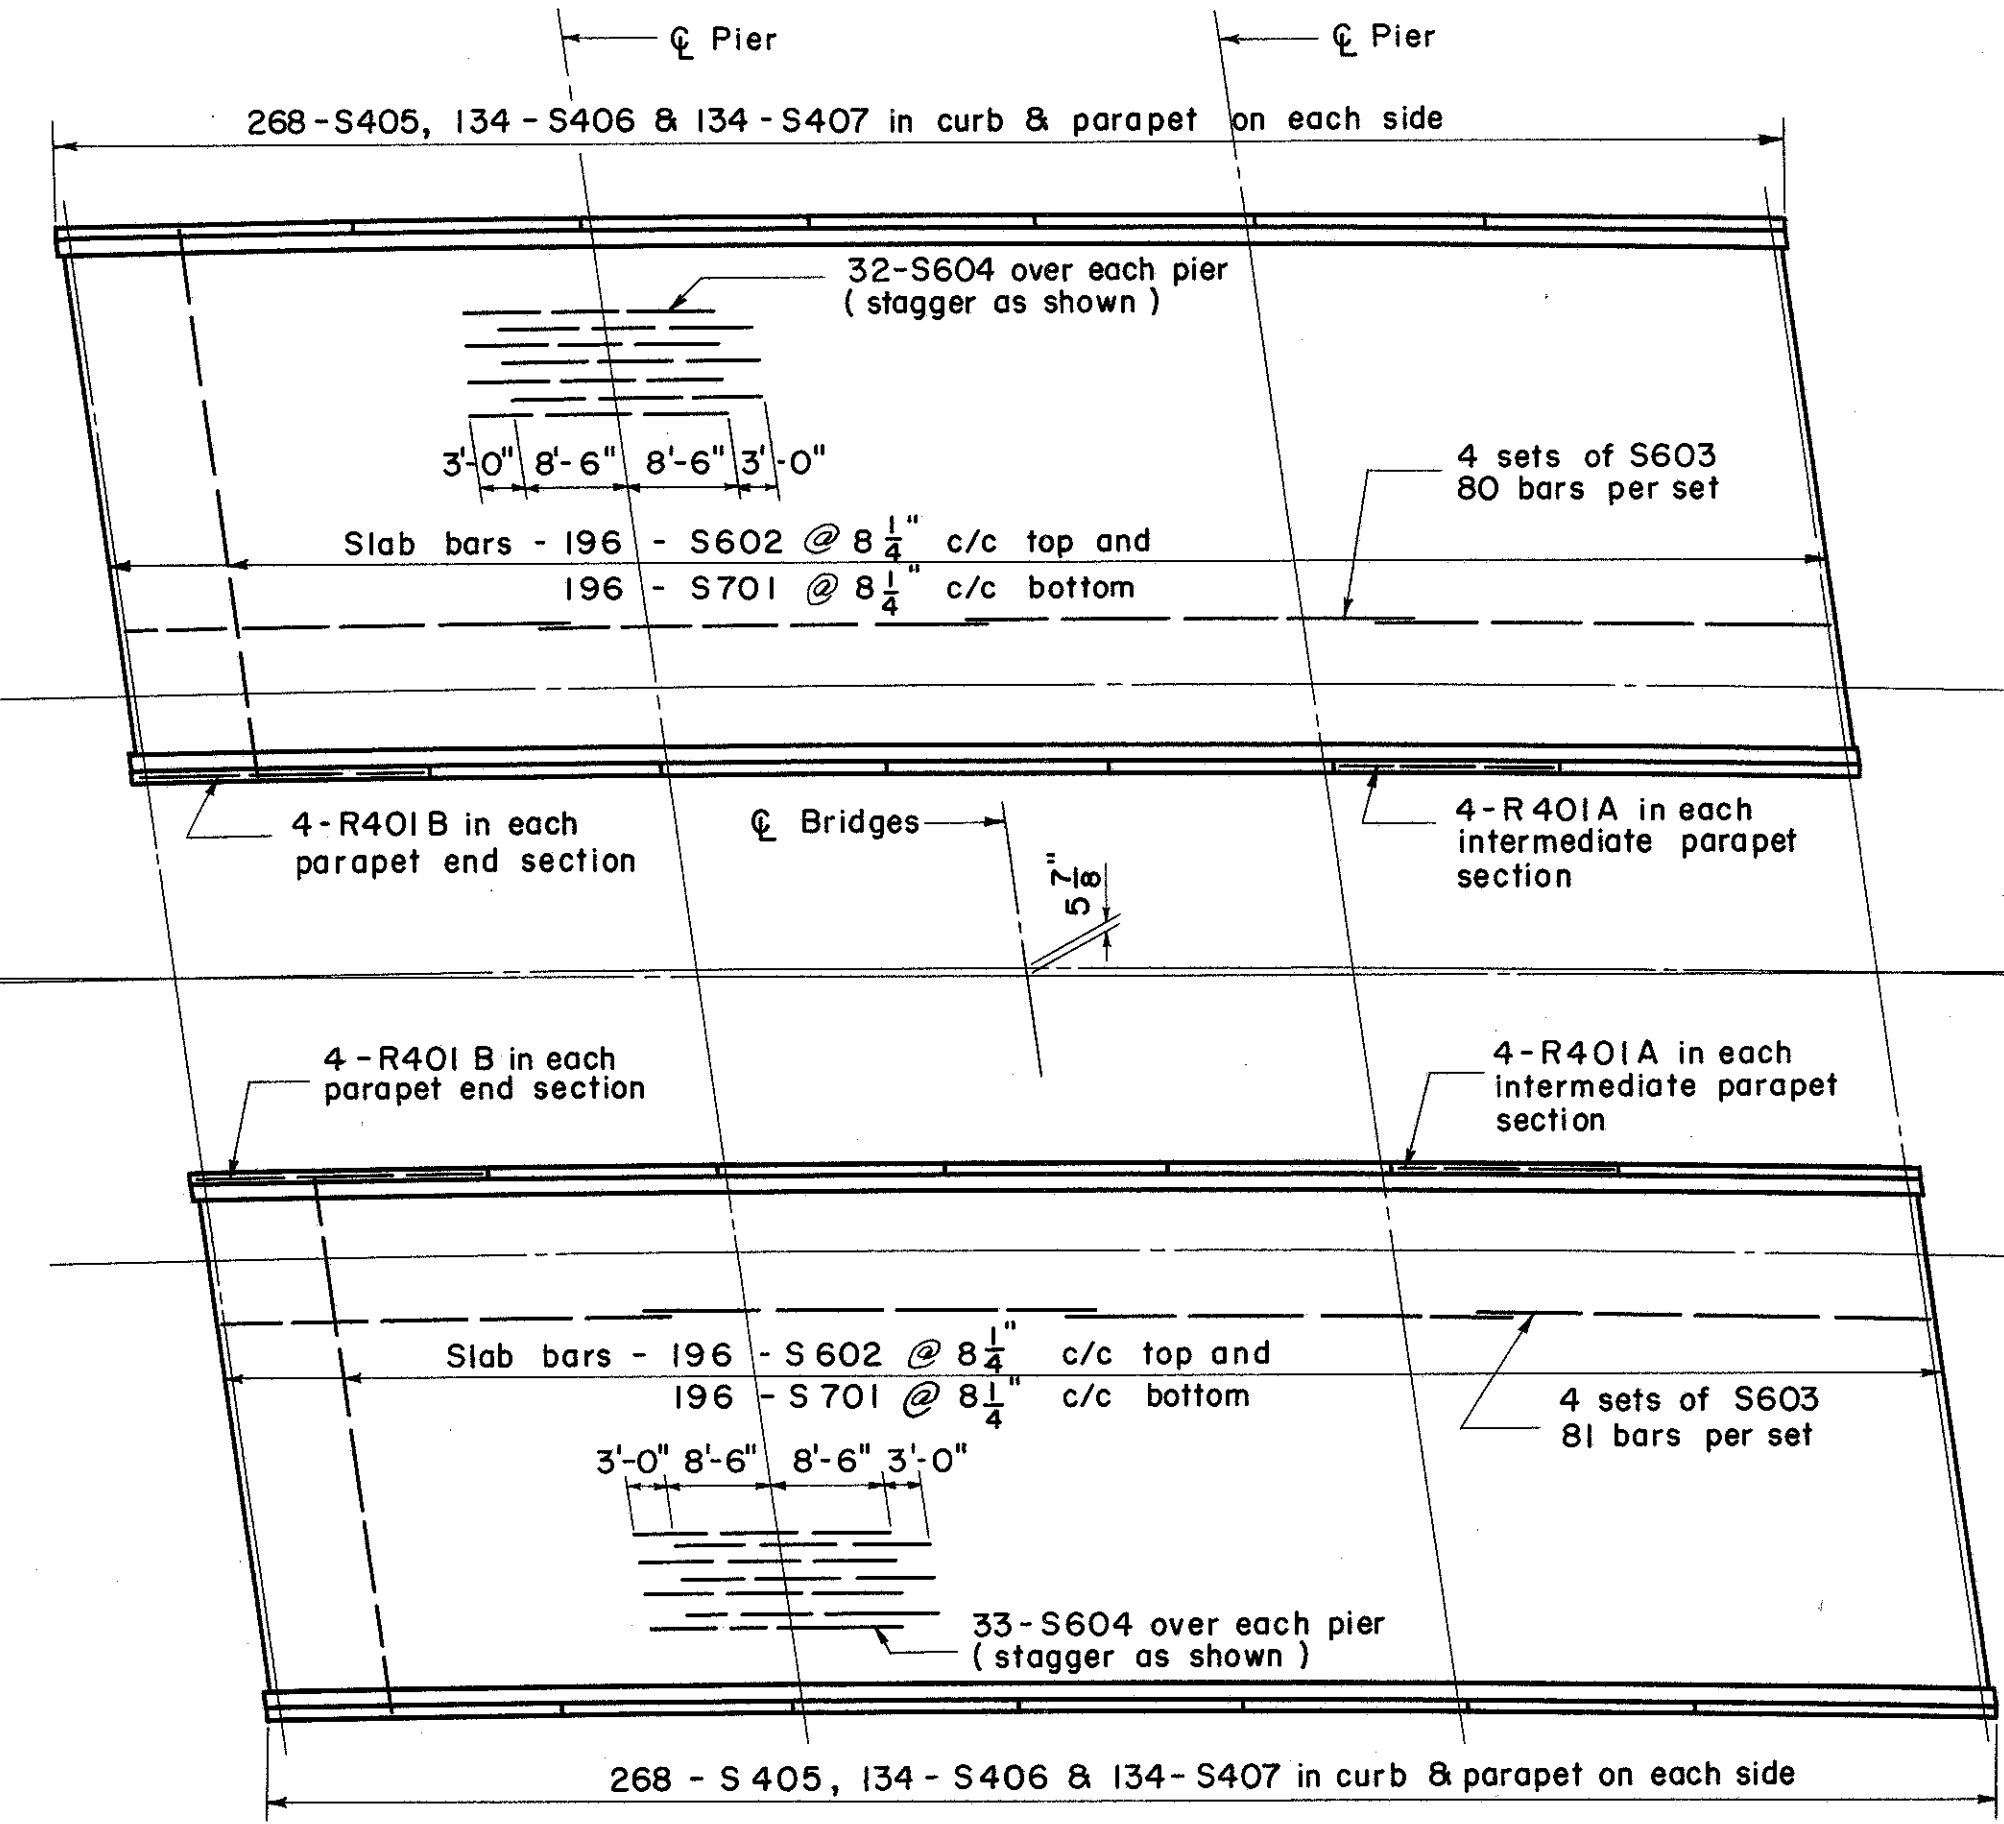 ℄ Pier
℄ Pier
268-S405, 134-S406 & 134-S407 in curb & parapet on each side
32-S604 over each pier
(stagger as shown)
3'-0" 8'-6" 8'-6" 3'-0"
4 sets of S603
80 bars per set
Slab bars - 196 - S602 @ 8 1/4" c/c top and
196 - S701 @ 8 1/4" c/c bottom
4-R401B in each
parapet end section
℄ Bridges
5 7/8"
4-R401A in each
intermediate parapet
section
4-R401B in each
parapet end section
4-R401A in each
intermediate parapet
section
Slab bars - 196 - S602 @ 8 1/4" c/c top and
196 - S701 @ 8 1/4" c/c bottom
4 sets of S603
81 bars per set
3'-0" 8'-6" 8'-6" 3'-0"
33-S604 over each pier
(stagger as shown)
268 - S405, 134 - S406 & 134 - S407 in curb & parapet on each side